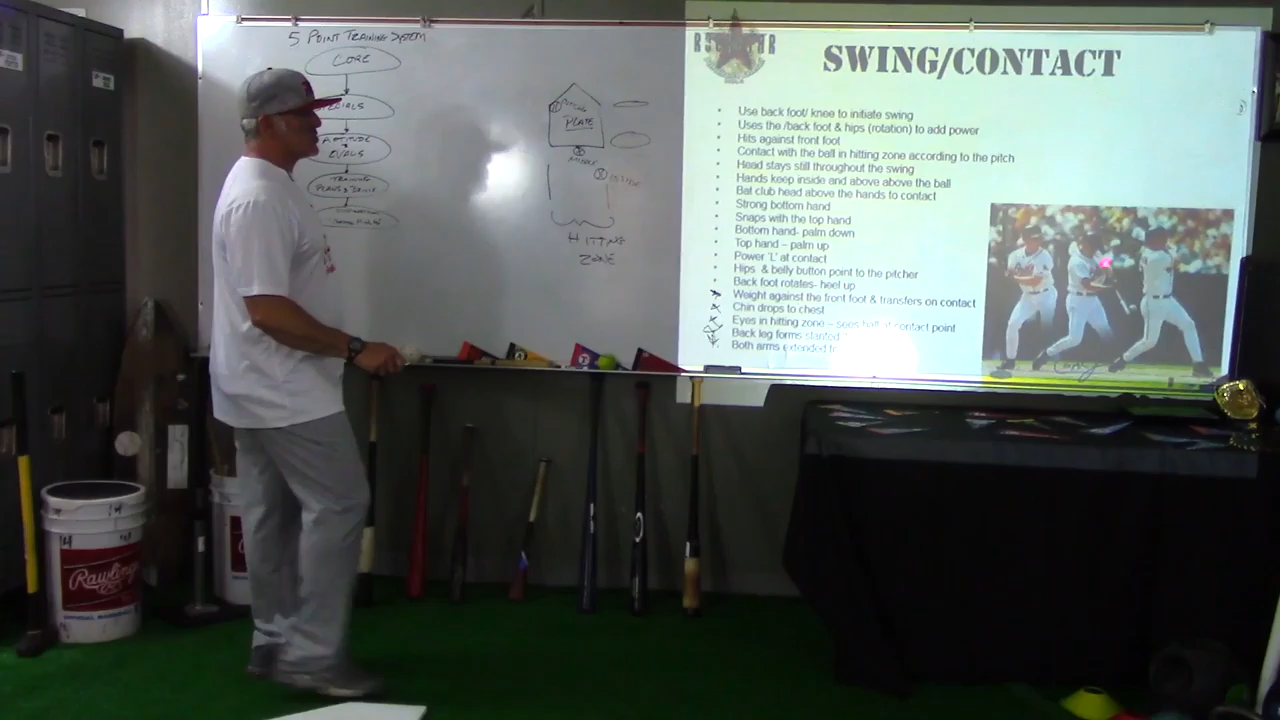 5 POINT TRAINING SYSTEM
CORE
EVALS
TRAINING
PLATE
MIDDLE
HITTING
ZONE
SWING/CONTACT
Use back foot/ knee to initiate swing
Uses the /back foot & hips (rotation) to add power
Hits against front foot
Contact with the ball in hitting zone according to the pitch
Head stays still throughout the swing
Hands keep inside and above above the ball
Bat club head above the hands to contact
Strong bottom hand
Snaps with the top hand
Bottom hand- palm down
Top hand – palm up
Power 'L' at contact
Hips & belly button point to the pitcher
Back foot rotates- heel up
Weight against the front foot & transfers on contact
Chin drops to chest
Eyes in hitting zone – sees ball at contact point
Back leg forms slanted
Both arms extended
Rawlings